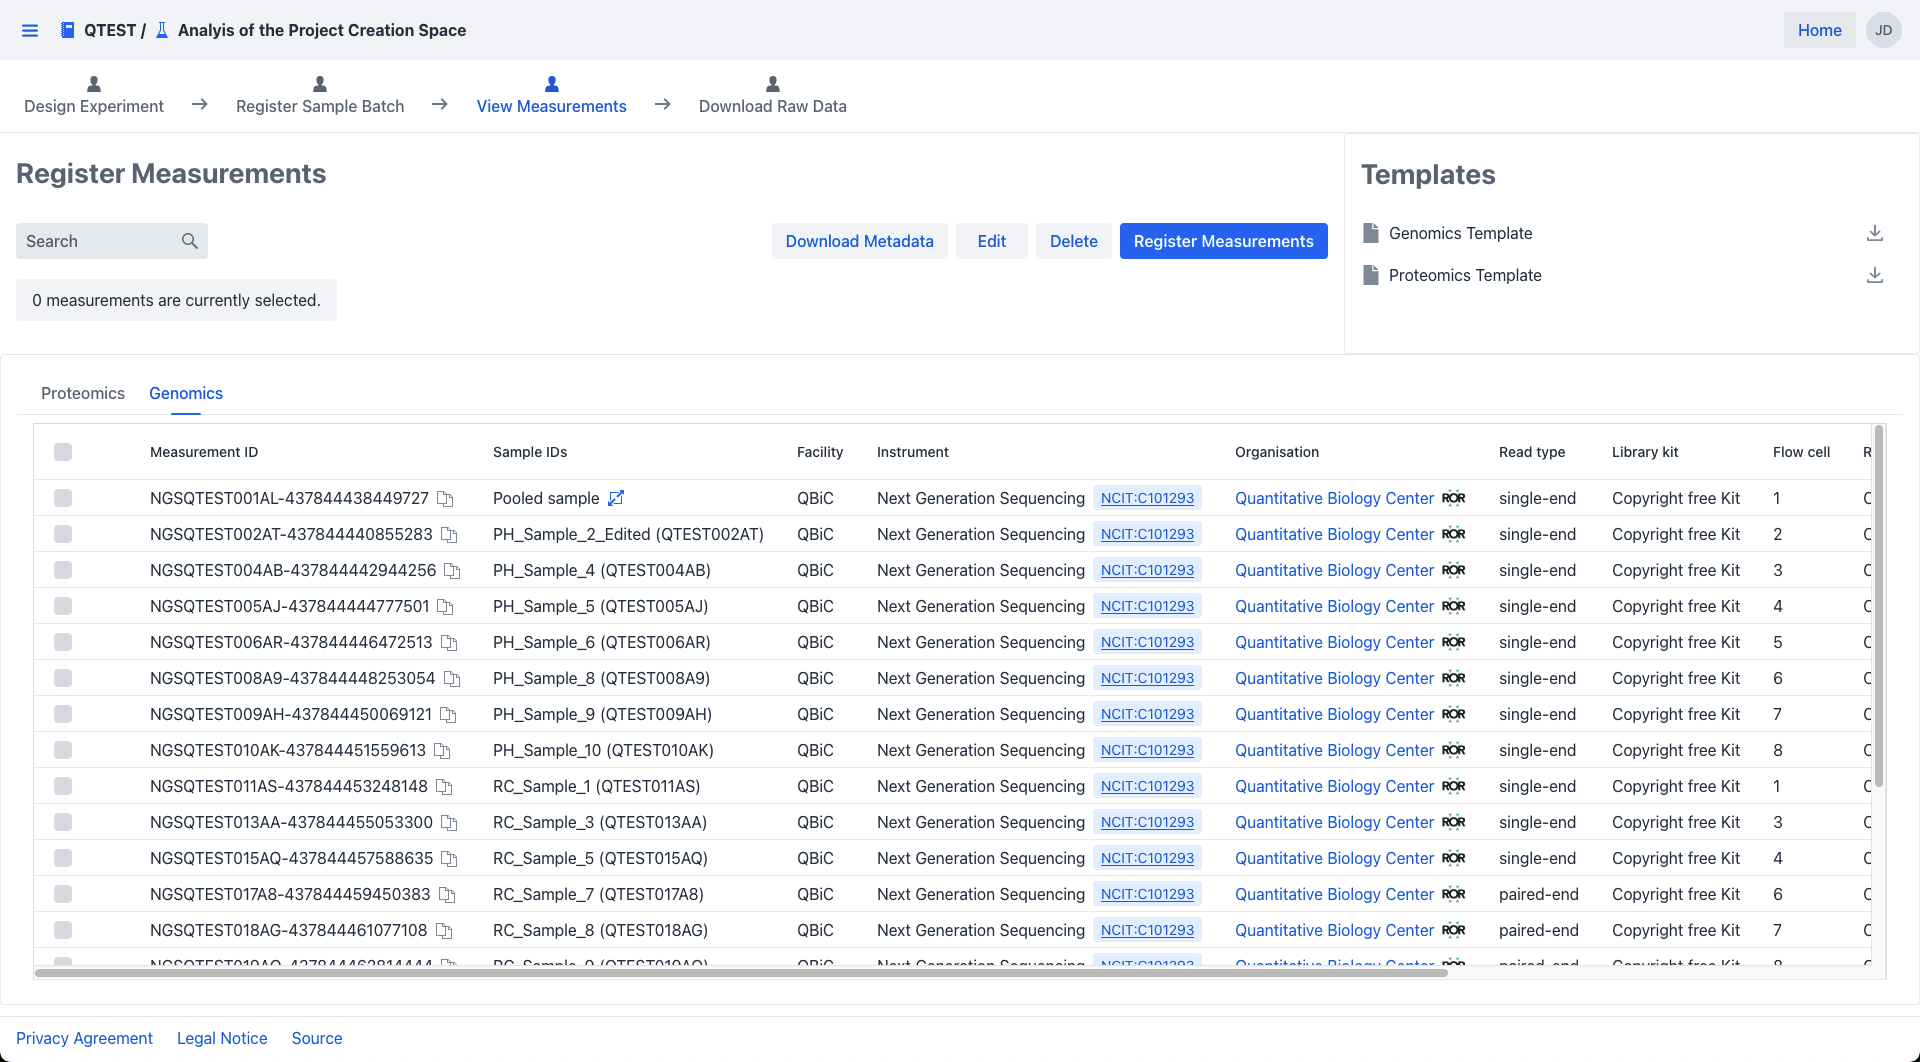 QTEST / Analyis of the Project Creation Space Home JD
Design Experiment Register Sample Batch View Measurements Download Raw Data
Register Measurements
Search Download Metadata Edit Delete Register Measurements
0 measurements are currently selected.
Templates
Genomics Template
Proteomics Template
Proteomics Genomics
Measurement ID Sample IDs Facility Instrument Organisation Read type Library kit Flow cell R
NGSQTEST001AL-437844438449727 Pooled sample QBiC Next Generation Sequencing NCIT:C101293 Quantitative Biology Center ROR single-end Copyright free Kit 1 C
NGSQTEST002AT-437844440855283 PH_Sample_2_Edited (QTEST002AT) QBiC Next Generation Sequencing NCIT:C101293 Quantitative Biology Center ROR single-end Copyright free Kit 2 C
NGSQTEST004AB-437844442944256 PH_Sample_4 (QTEST004AB) QBiC Next Generation Sequencing NCIT:C101293 Quantitative Biology Center ROR single-end Copyright free Kit 3 C
NGSQTEST005AJ-437844444777501 PH_Sample_5 (QTEST005AJ) QBiC Next Generation Sequencing NCIT:C101293 Quantitative Biology Center ROR single-end Copyright free Kit 4 C
NGSQTEST006AR-437844446472513 PH_Sample_6 (QTEST006AR) QBiC Next Generation Sequencing NCIT:C101293 Quantitative Biology Center ROR single-end Copyright free Kit 5 C
NGSQTEST008A9-437844448253054 PH_Sample_8 (QTEST008A9) QBiC Next Generation Sequencing NCIT:C101293 Quantitative Biology Center ROR single-end Copyright free Kit 6 C
NGSQTEST009AH-437844450069121 PH_Sample_9 (QTEST009AH) QBiC Next Generation Sequencing NCIT:C101293 Quantitative Biology Center ROR single-end Copyright free Kit 7 C
NGSQTEST010AK-437844451559613 PH_Sample_10 (QTEST010AK) QBiC Next Generation Sequencing NCIT:C101293 Quantitative Biology Center ROR single-end Copyright free Kit 8 C
NGSQTEST011AS-437844453248148 RC_Sample_1 (QTEST011AS) QBiC Next Generation Sequencing NCIT:C101293 Quantitative Biology Center ROR single-end Copyright free Kit 1 C
NGSQTEST013AA-437844455053300 RC_Sample_3 (QTEST013AA) QBiC Next Generation Sequencing NCIT:C101293 Quantitative Biology Center ROR single-end Copyright free Kit 3 C
NGSQTEST015AQ-437844457588635 RC_Sample_5 (QTEST015AQ) QBiC Next Generation Sequencing NCIT:C101293 Quantitative Biology Center ROR single-end Copyright free Kit 4 C
NGSQTEST017A8-437844459450383 RC_Sample_7 (QTEST017A8) QBiC Next Generation Sequencing NCIT:C101293 Quantitative Biology Center ROR paired-end Copyright free Kit 6 C
NGSQTEST018AG-437844461077108 RC_Sample_8 (QTEST018AG) QBiC Next Generation Sequencing NCIT:C101293 Quantitative Biology Center ROR paired-end Copyright free Kit 7 C
QBiC Next Generation Sequencing NCIT:C101293 Quantitative Biology Center ROR paired-end Copyright free Kit
Privacy Agreement Legal Notice Source